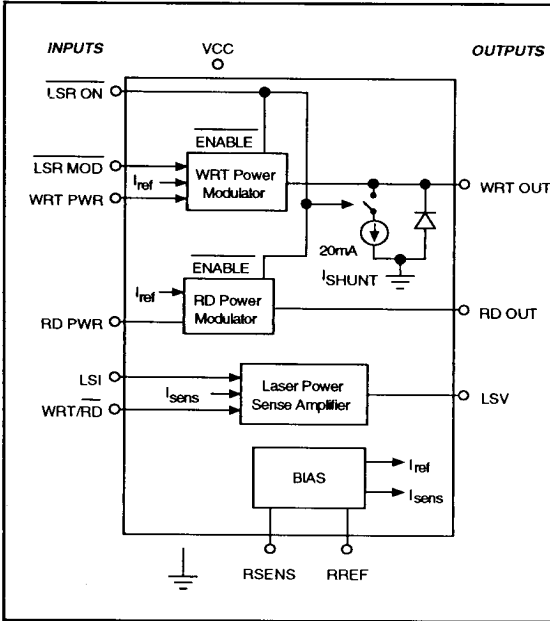 INPUTS
VCC
OUTPUTS
LSR ON
ENABLE
LSR MOD
WRT Power
Modulator
Iref
WRT PWR
WRT OUT
20mA
ISHUNT
ENABLE
Iref
RD Power
Modulator
RD PWR
RD OUT
LSI
Laser Power
Sense Amplifier
Isens
WRT/RD
LSV
BIAS
Iref
Isens
RSENS
RREF